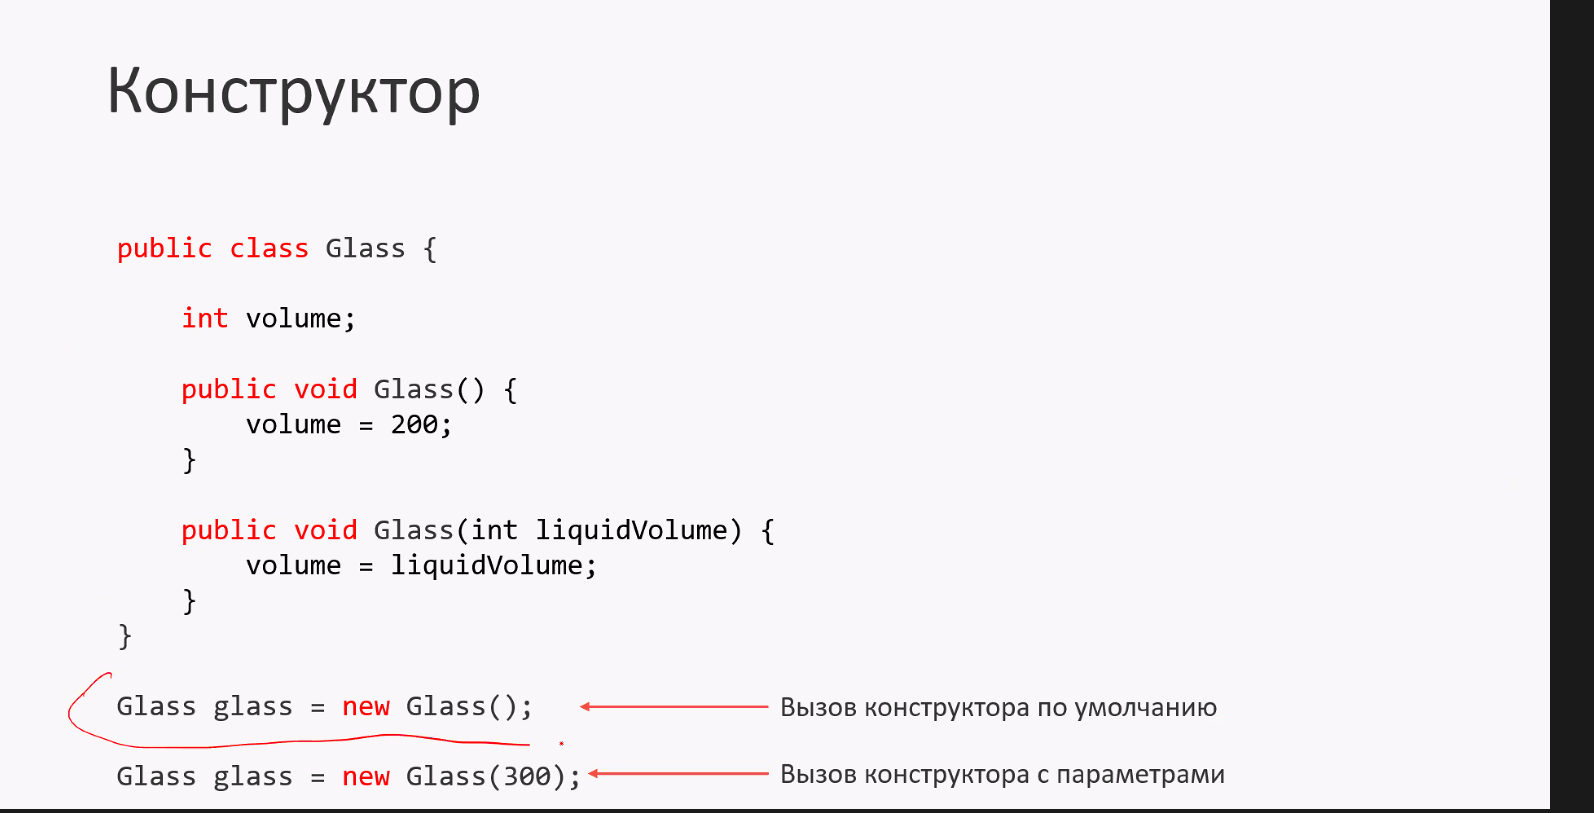 Конструктор
public class Glass {
int volume;
public void Glass() {
volume = 200;
}
public void Glass(int liquidVolume) {
volume = liquidVolume;
}
}
Glass glass = new Glass(); Вызов конструктора по умолчанию
Glass glass = new Glass(300); Вызов конструктора с параметрами